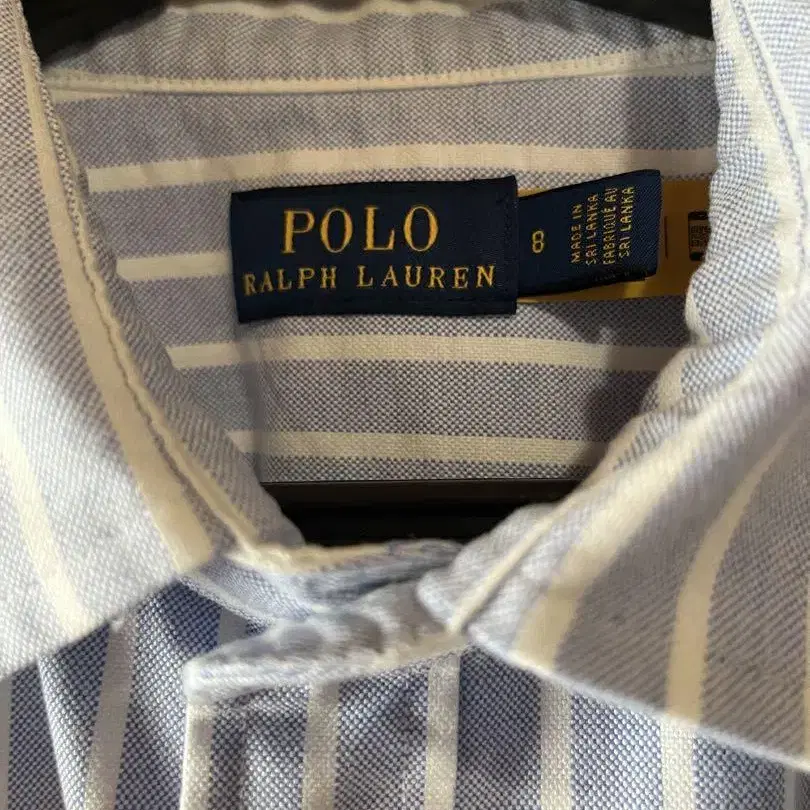 POLO
RALPH LAUREN
8
MADE IN
SRI LANKA
FABRIQUÉ AU
SRI LANKA